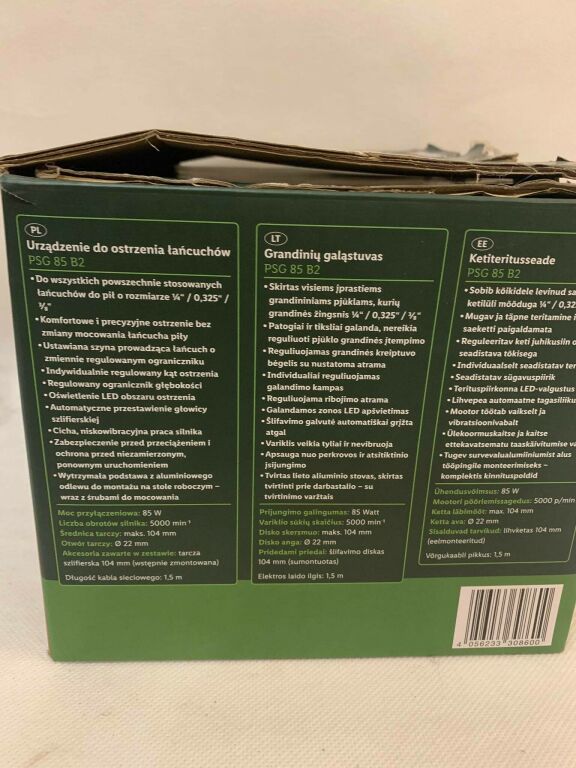 PL
Urządzenie do ostrzenia łańcuchów
PSG 85 B2
• Do wszystkich powszechnie stosowanych
łańcuchów do pił o rozmiarze ¼" / 0,325" /
⅜"
• Komfortowe i precyzyjne ostrzenie bez
zmiany mocowania łańcucha piły
• Ustawiana szyna prowadząca łańcuch o
zmiennie regulowanym ograniczniku
• Indywidualnie regulowany kąt ostrzenia
• Regulowany ogranicznik głębokości
• Oświetlenie LED obszaru ostrzenia
• Automatyczne przestawienie głowicy
szlifierskiej
• Cicha, niskowibracyjna praca silnika
• Zabezpieczenie przed przeciążeniem i
ochrona przed niezamierzonym,
ponownym uruchomieniem
• Wytrzymała podstawa z aluminiowego
odlewu do montażu na stole roboczym –
wraz z śrubami do mocowania
Moc przyłączeniowa: 85 W
Liczba obrotów silnika: 5000 min⁻¹
Średnica tarczy: maks. 104 mm
Otwór tarczy: Ø 22 mm
Akcesoria zawarte w zestawie: tarcza
szlifierska 104 mm (wstępnie zmontowana)
Długość kabla sieciowego: 1,5 m
LT
Grandinių galąstuvas
PSG 85 B2
• Skirtas visiems įprastiems
grandininiams pjūklams, kurių
grandinės žingsnis ¼" / 0,325" / ⅜"
• Patogiai ir tiksliai galanda, nereikia
reguliuoti pjūklo grandinės įtempimo
• Reguliuojamas grandinės kreiptuvo
bėgelis su nustatoma atrama
• Individualiai reguliuojamas
galandimo kampas
• Reguliuojama ribojimo atrama
• Galandamos zonos LED apšvietimas
• Šlifavimo galvutė automatiškai grįžta
atgal
• Variklis veikia tyliai ir nevibruoja
• Apsauga nuo perkrovos ir atsitiktinio
įsijungimo
• Tvirtas lieto aliuminio stovas, skirtas
tvirtinti prie darbastalio – su
tvirtinimo varžtais
Prijungimo galingumas: 85 Watt
Variklio sūkių skaičius: 5000 min⁻¹
Disko skersmuo: maks. 104 mm
Disko anga: Ø 22 mm
Pridedami priedai: šlifavimo diskas
104 mm (sumontuotas)
Elektros laido ilgis: 1,5 m
EE
Ketiteritusseade
PSG 85 B2
• Sobib kõikidele levinud sa
ketilüli mõõduga ¼" / 0,32
• Mugav ja täpne teritamine i
saeketti paigaldamata
• Reguleeritav keti juhiksiin o
seadistava tõkisega
• Individuaalselt seadistatav ter
• Seadistatav sügavuspiirik
• Terituspiirkonna LED-valgustus
• Lihvepea automaatne tagasiliiku
• Mootor töötab vaikselt ja
vibratsioonivabalt
• Ülekoormuskaitse ja kaitse
ettekavatsematu taaskäivitumise va
• Tugev survevalualumiiniumist alus
tööpingile monteerimiseks –
komplektis kinnituspoldid
Ühendusvõimsus: 85 W
Mootori pöörlemissagedus: 5000 p/min
Ketta läbimõõt: max. 104 mm
Ketta ava: Ø 22 mm
Sisalduvad tarvikud: lihvketas 104 mm
(eelmonteeritud)
Võrgukaabli pikkus: 1,5 m
4 056233 308600